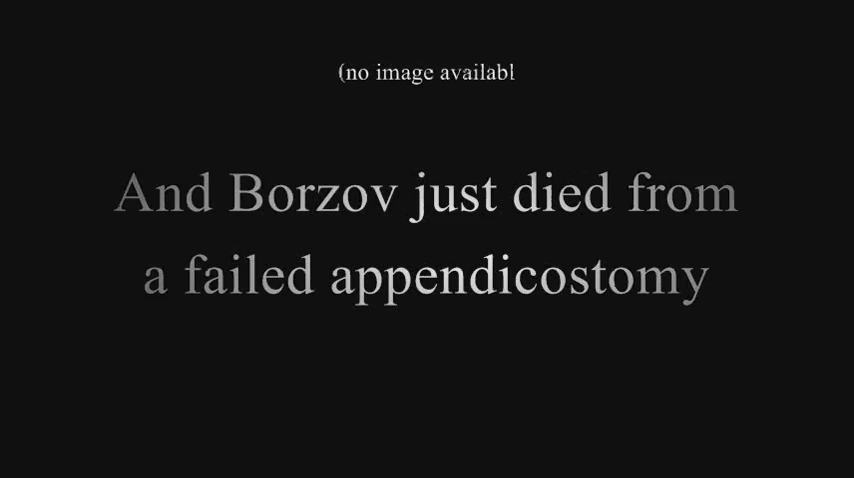 (no image availabl
And Borzov just died from
a failed appendicostomy